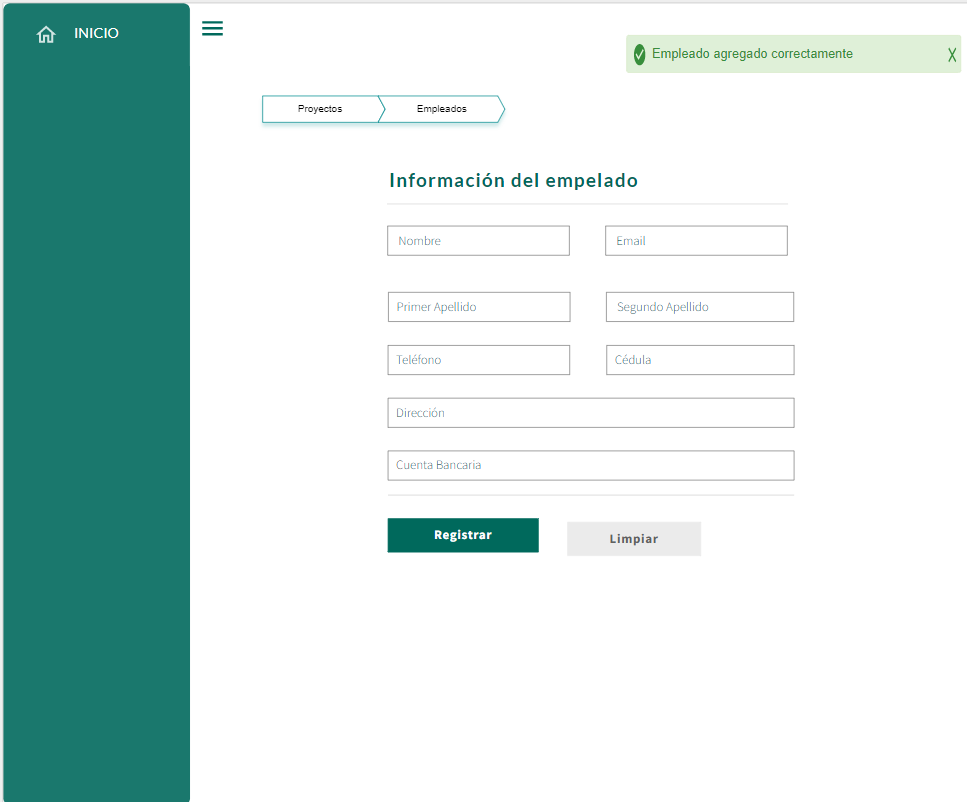 INICIO
Empleado agregado correctamente X
Proyectos Empleados
Información del empelado
Nombre Email
Primer Apellido Segundo Apellido
Teléfono Cédula
Dirección
Cuenta Bancaria
Registrar Limpiar